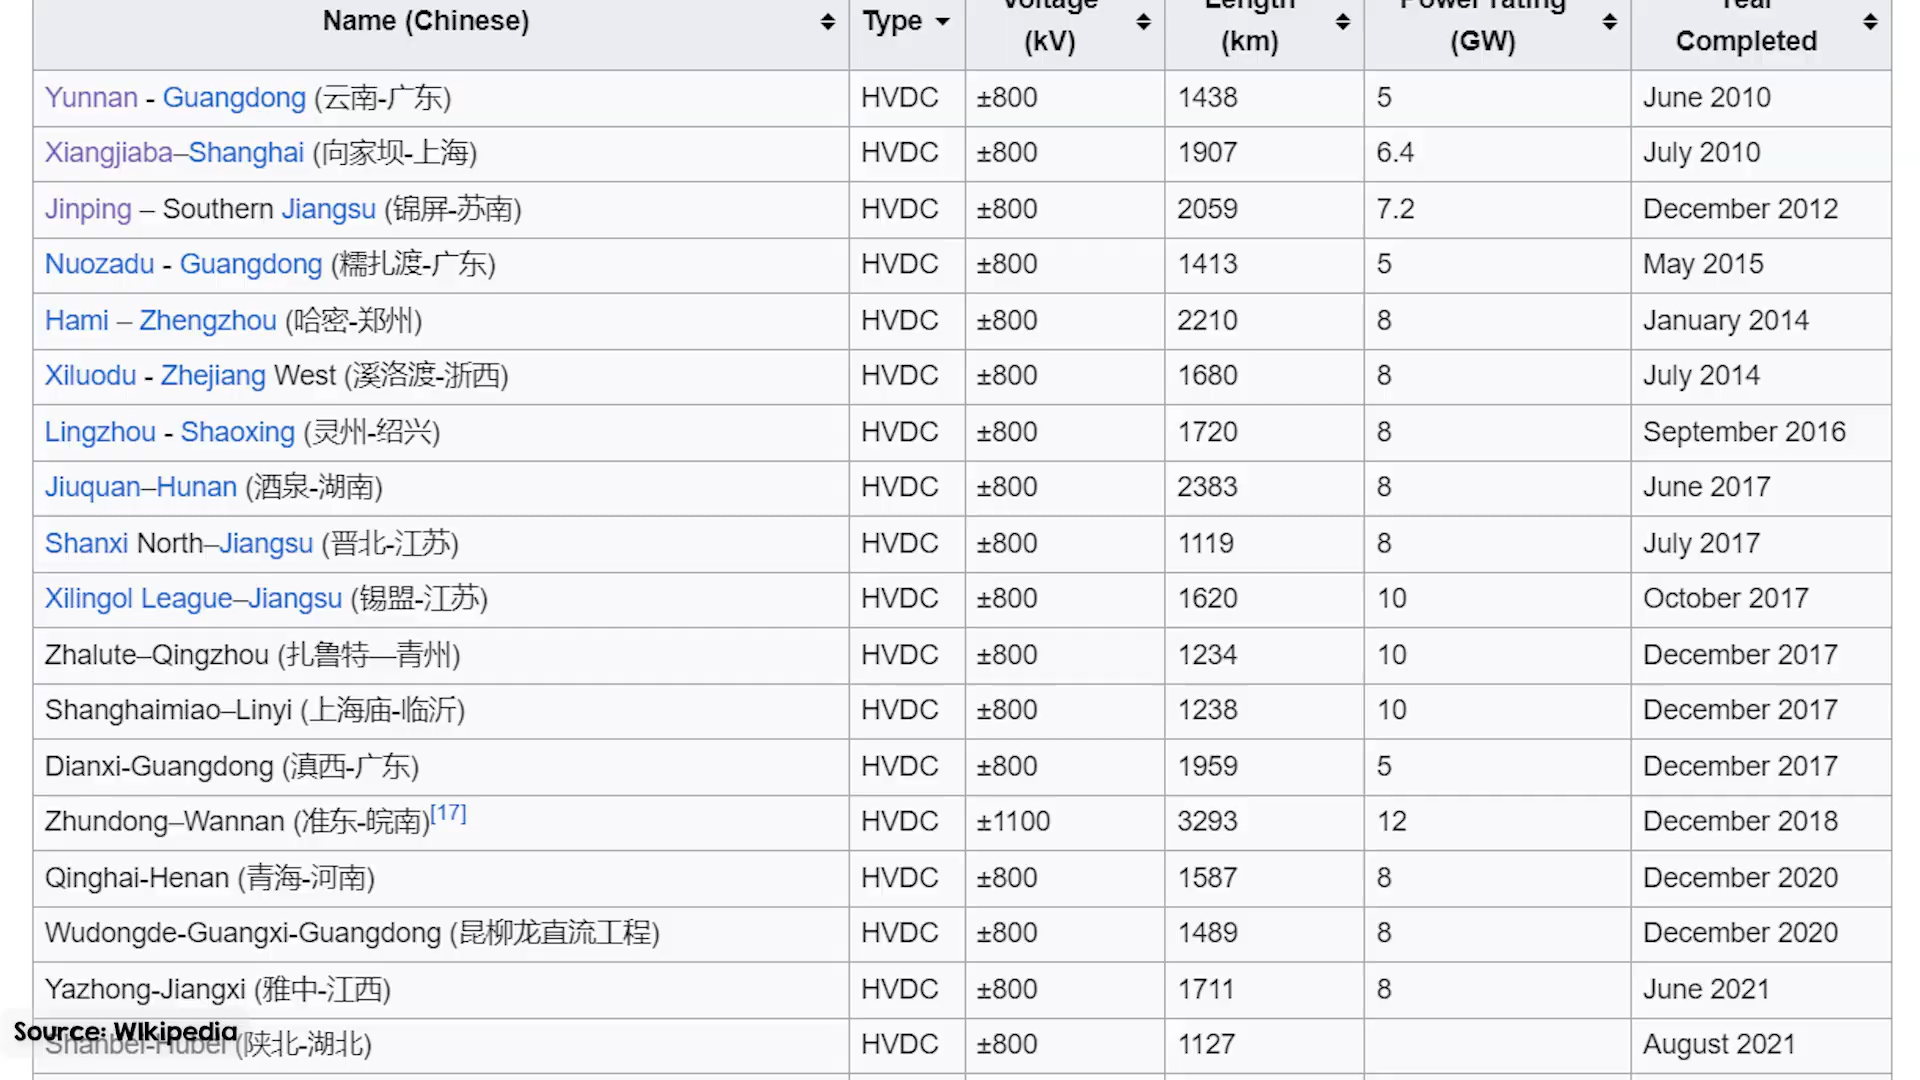 Name (Chinese) Type Voltage (kV) Length (km) Power rating (GW) Year Completed
Yunnan - Guangdong (云南-广东) HVDC ±800 1438 5 June 2010
Xiangjiaba–Shanghai (向家坝-上海) HVDC ±800 1907 6.4 July 2010
Jinping – Southern Jiangsu (锦屏-苏南) HVDC ±800 2059 7.2 December 2012
Nuozadu - Guangdong (糯扎渡-广东) HVDC ±800 1413 5 May 2015
Hami – Zhengzhou (哈密-郑州) HVDC ±800 2210 8 January 2014
Xiluodu - Zhejiang West (溪洛渡-浙西) HVDC ±800 1680 8 July 2014
Lingzhou - Shaoxing (灵州-绍兴) HVDC ±800 1720 8 September 2016
Jiuquan–Hunan (酒泉-湖南) HVDC ±800 2383 8 June 2017
Shanxi North–Jiangsu (晋北-江苏) HVDC ±800 1119 8 July 2017
Xilingol League–Jiangsu (锡盟-江苏) HVDC ±800 1620 10 October 2017
Zhalute–Qingzhou (扎鲁特—青州) HVDC ±800 1234 10 December 2017
Shanghaimiao–Linyi (上海庙-临沂) HVDC ±800 1238 10 December 2017
Dianxi-Guangdong (滇西-广东) HVDC ±800 1959 5 December 2017
Zhundong–Wannan (准东-皖南)[17] HVDC ±1100 3293 12 December 2018
Qinghai-Henan (青海-河南) HVDC ±800 1587 8 December 2020
Wudongde-Guangxi-Guangdong (昆柳龙直流工程) HVDC ±800 1489 8 December 2020
Yazhong-Jiangxi (雅中-江西) HVDC ±800 1711 8 June 2021
Source: WIkipedia
Shanbei-Hubei (陕北-湖北) HVDC ±800 1127 August 2021